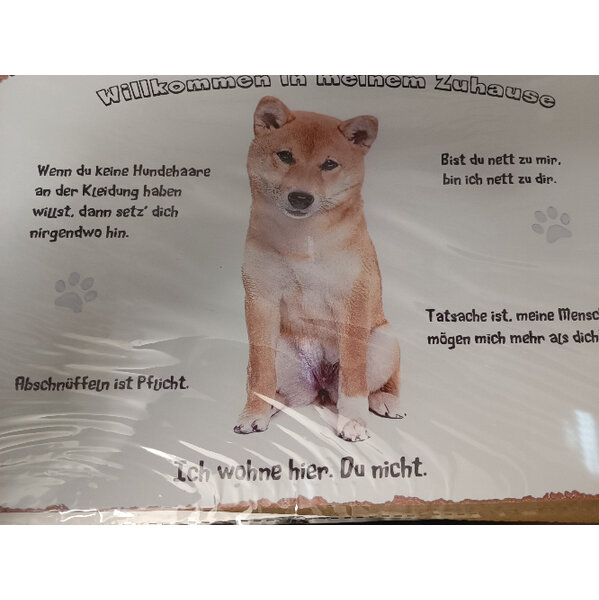 Willkommen in meinem Zuhause
Wenn du keine Hundehaare
an der Kleidung haben
willst, dann setz' dich
nirgendwo hin.
Bist du nett zu mir,
bin ich nett zu dir.
Tatsache ist, meine Mensc
mögen mich mehr als dich
Abschnüffeln ist Pflicht.
Ich wohne hier. Du nicht.